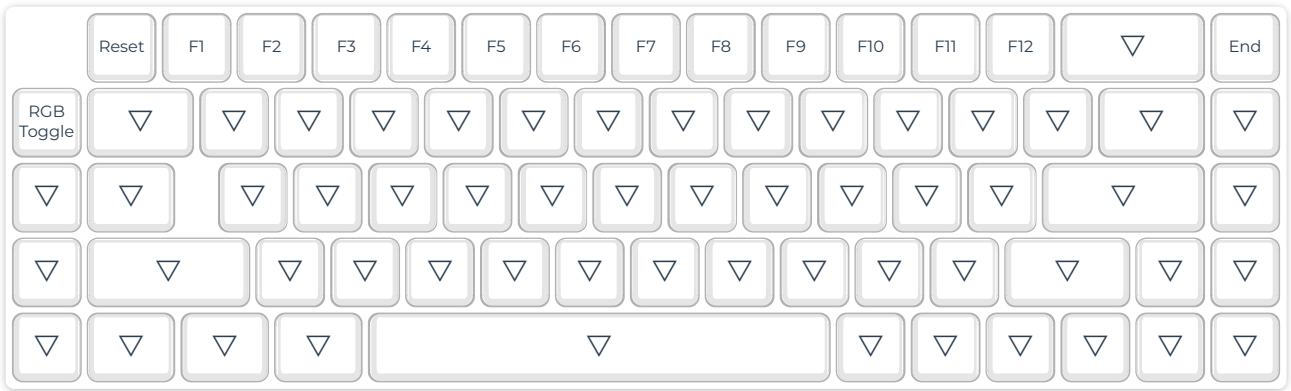 Reset F1 F2 F3 F4 F5 F6 F7 F8 F9 F10 F11 F12 ▽ End
RGB
Toggle ▽ ▽ ▽ ▽ ▽ ▽ ▽ ▽ ▽ ▽ ▽ ▽ ▽ ▽ ▽
▽ ▽ ▽ ▽ ▽ ▽ ▽ ▽ ▽ ▽ ▽ ▽ ▽ ▽ ▽
▽ ▽ ▽ ▽ ▽ ▽ ▽ ▽ ▽ ▽ ▽ ▽ ▽ ▽ ▽
▽ ▽ ▽ ▽ ▽ ▽ ▽ ▽ ▽ ▽ ▽